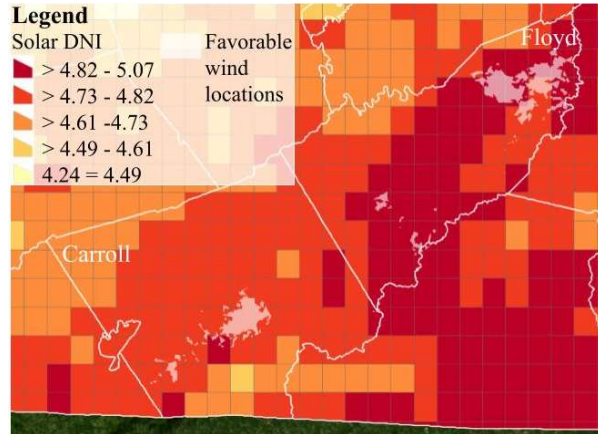 Legend
Solar DNI
Favorable
wind
locations
> 4.82 - 5.07
> 4.73 - 4.82
> 4.61 -4.73
> 4.49 - 4.61
4.24 = 4.49
Floyd
Carroll